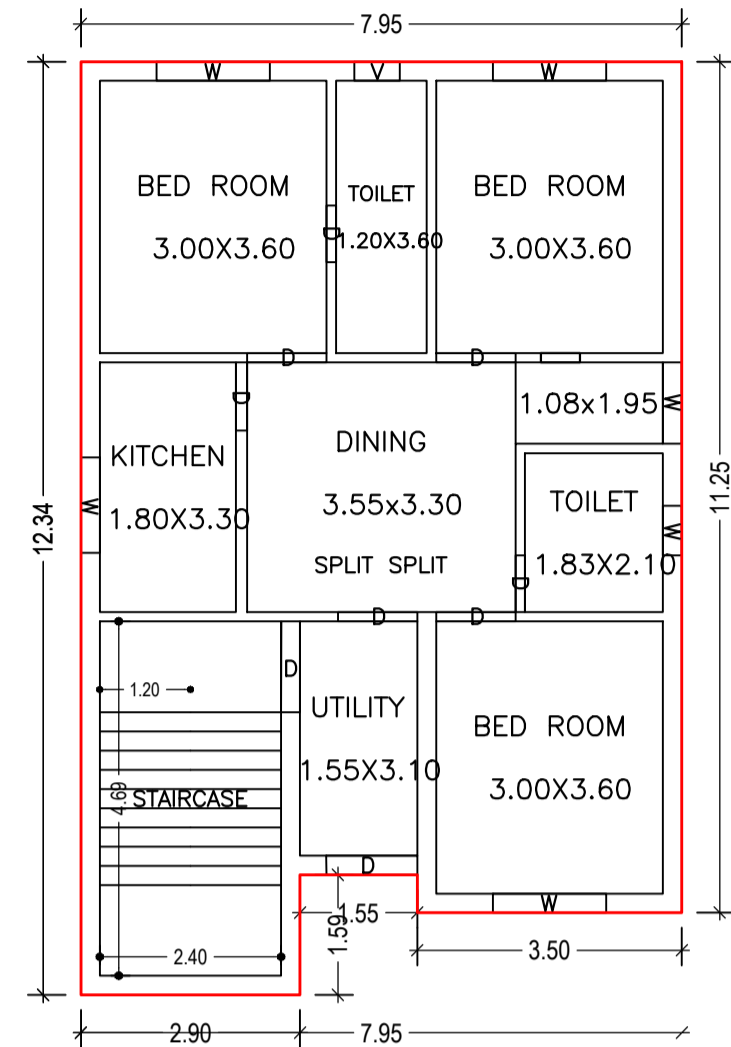 7.95
W
V
W
BED ROOM
3.00X3.60
TOILET
1.20X3.60
BED ROOM
3.00X3.60
D
D
D
D
1.08x1.95
W
KITCHEN
1.80X3.30
W
DINING
3.55x3.30
SPLIT SPLIT
TOILET
1.83X2.10
W
D
12.34
11.25
D
D
D
1.20
4.69
STAIRCASE
2.40
UTILITY
1.55X3.10
D
BED ROOM
3.00X3.60
W
1.55
1.59
3.50
2.90
7.95